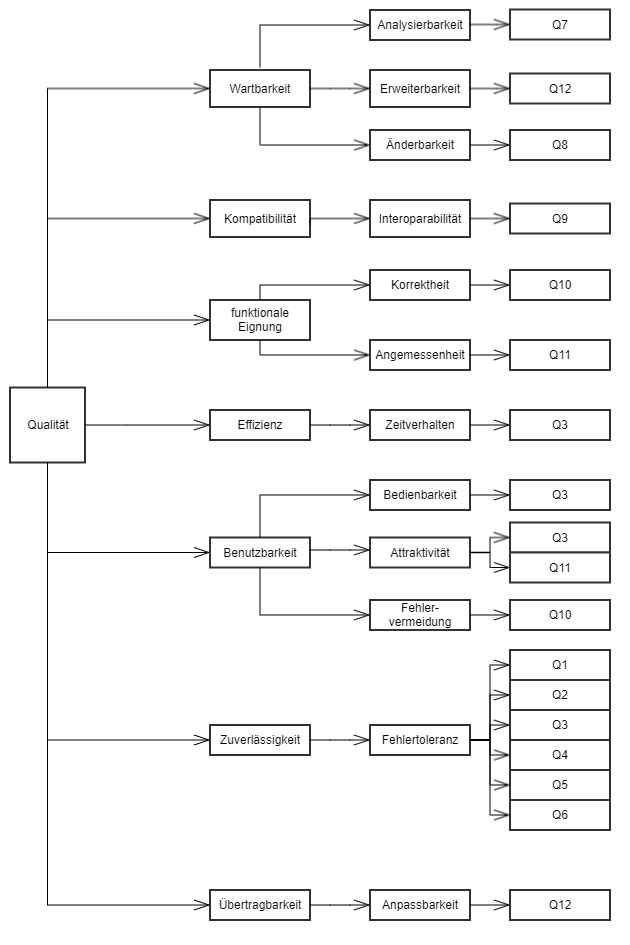 Analysierbarkeit
Q7
Wartbarkeit
Erweiterbarkeit
Q12
Änderbarkeit
Q8
Kompatibilität
Interoparabilität
Q9
Korrektheit
Q10
funktionale
Eignung
Angemessenheit
Q11
Qualität
Effizienz
Zeitverhalten
Q3
Bedienbarkeit
Q3
Benutzbarkeit
Attraktivität
Q3
Q11
Fehler-
vermeidung
Q10
Zuverlässigkeit
Fehlertoleranz
Q1
Q2
Q3
Q4
Q5
Q6
Übertragbarkeit
Anpassbarkeit
Q12